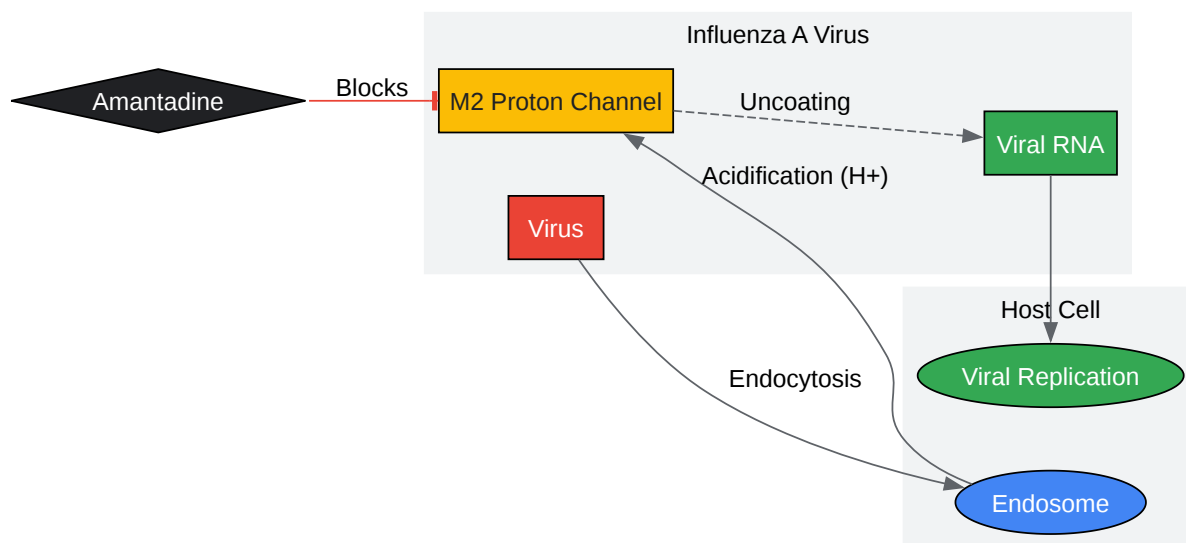 Influenza A Virus
Amantadine
Blocks
M2 Proton Channel
Uncoating
Viral RNA
Acidification (H+)
Virus
Host Cell
Viral Replication
Endocytosis
Endosome